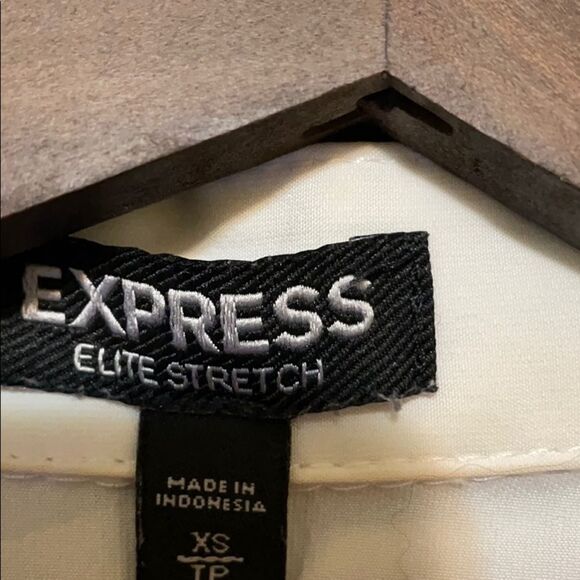 EXPRESS
ELITE STRETCH
MADE IN
INDONESIA
XS
TP